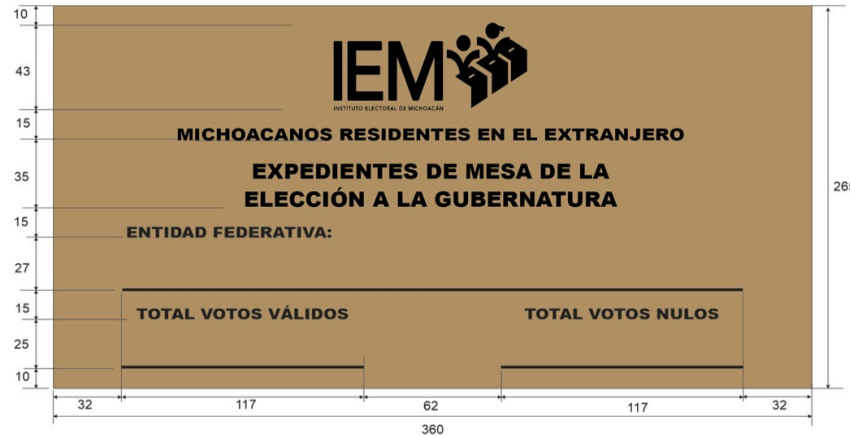 10
43
15
35
15
27
15
25
10
IEM
INSTITUTO ELECTORAL DE MICHOACÁN
MICHOACANOS RESIDENTES EN EL EXTRANJERO
EXPEDIENTES DE MESA DE LA
ELECCIÓN A LA GUBERNATURA
ENTIDAD FEDERATIVA:
TOTAL VOTOS VÁLIDOS TOTAL VOTOS NULOS
265
32 117 62 117 32
360